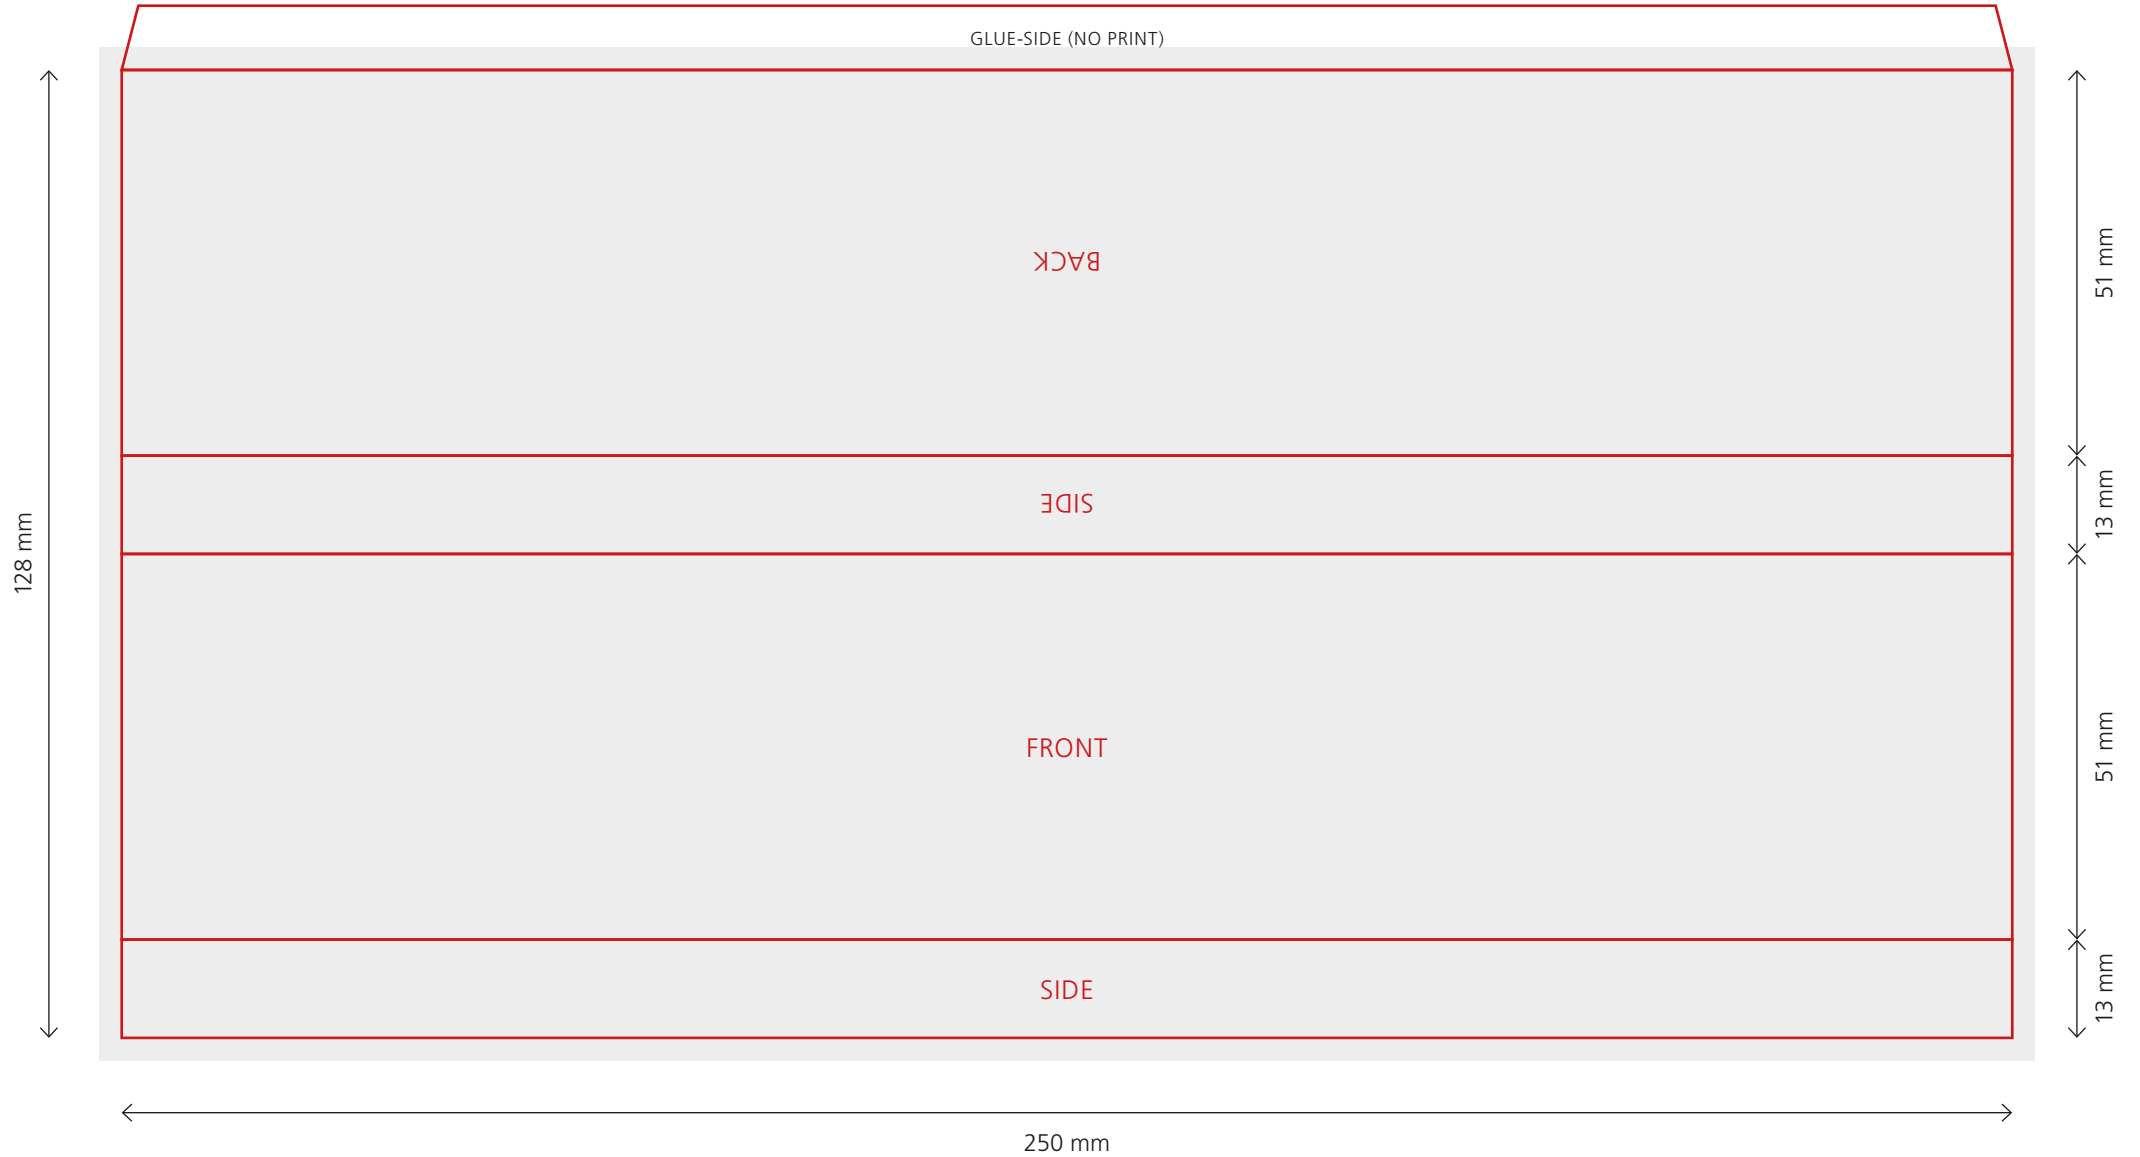 GLUE-SIDE (NO PRINT)
BACK
51 mm
SIDE
13 mm
128 mm
FRONT
51 mm
SIDE
13 mm
250 mm